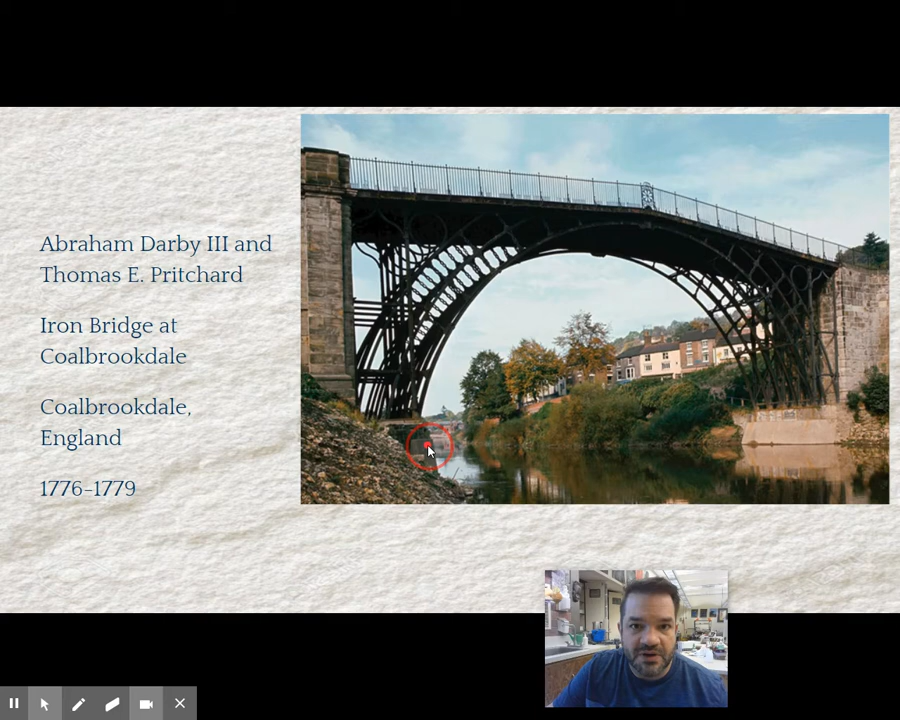 Abraham Darby III and
Thomas E. Pritchard
Iron Bridge at
Coalbrookdale
Coalbrookdale,
England
1776–1779